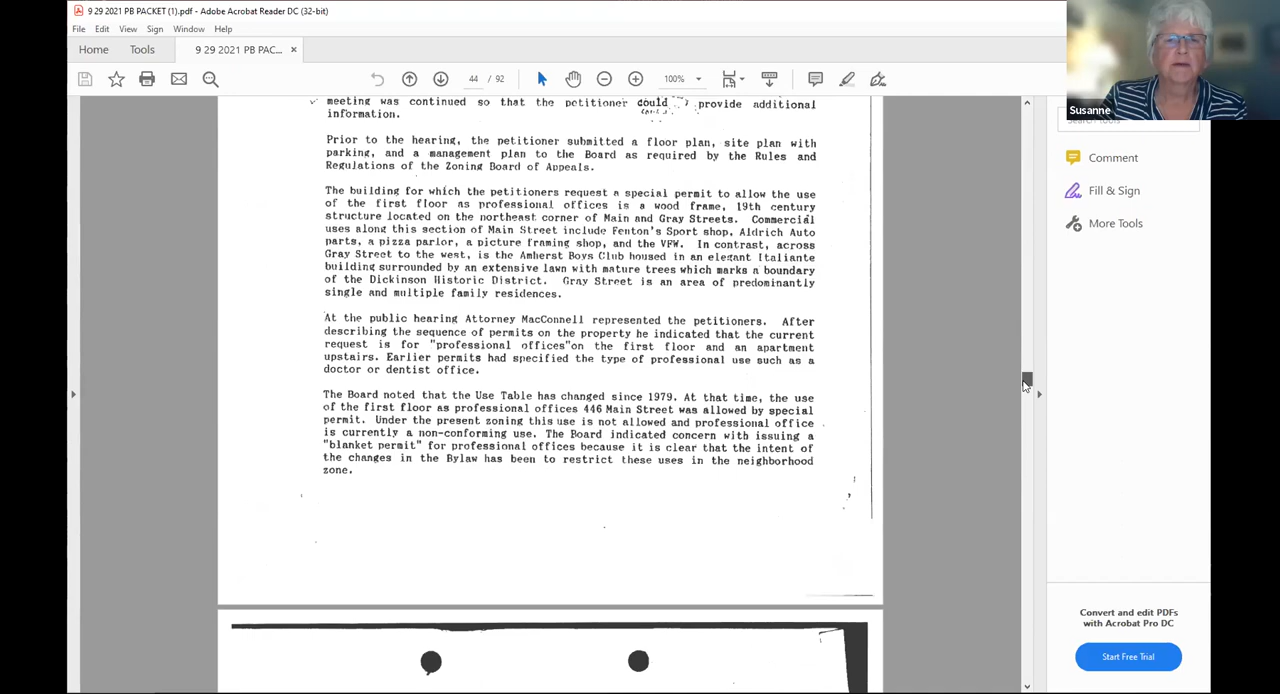 9 29 2021 PB PACKET (1).pdf - Adobe Acrobat Reader DC (32-bit)
File Edit View Sign Window Help
Home Tools 9 29 2021 PB PAC... ×
44 / 92 100%
Susanne
Search Tools
Comment
Fill & Sign
More Tools
meeting was continued so that the petitioner could provide additional
information.
Prior to the hearing, the petitioner submitted a floor plan, site plan with
parking, and a management plan to the Board as required by the Rules and
Regulations of the Zoning Board of Appeals.
The building for which the petitioners request a special permit to allow the use
of the first floor as professional offices is a wood frame, 19th century
structure located on the northeast corner of Main and Gray Streets. Commercial
uses along this section of Main Street include Fenton's Sport shop, Aldrich Auto
parts, a pizza parlor, a picture framing shop, and the VFW. In contrast, across
Gray Street to the west, is the Amherst Boys Club housed in an elegant Italiante
building surrounded by an extensive lawn with mature trees which marks a boundary
of the Dickinson Historic District. Gray Street is an area of predominantly
single and multiple family residences.
At the public hearing Attorney MacConnell represented the petitioners. After
describing the sequence of permits on the property he indicated that the current
request is for "professional offices"on the first floor and an apartment
upstairs. Earlier permits had specified the type of professional use such as a
doctor or dentist office.
The Board noted that the Use Table has changed since 1979. At that time, the use
of the first floor as professional offices 446 Main Street was allowed by special
permit. Under the present zoning this use is not allowed and professional office
is currently a non-conforming use. The Board indicated concern with issuing a
"blanket permit" for professional offices because it is clear that the intent of
the changes in the Bylaw has been to restrict these uses in the neighborhood
zone.
Convert and edit PDFs
with Acrobat Pro DC
Start Free Trial